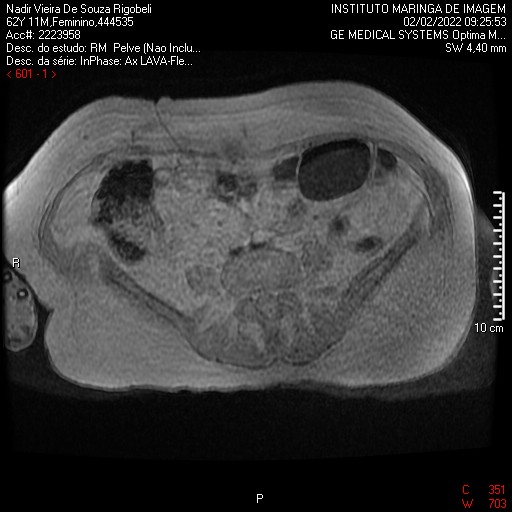 Nadir Vieira De Souza Rigobeli
62Y 11M,Feminino,444535
Acc#: 2223958
Desc. do estudo: RM  Pelve (Nao Inclu...
Desc. da série: InPhase: Ax LAVA-Fle...
< 601 - 1 >
INSTITUTO MARINGA DE IMAGEM
02/02/2022 09:25:53
GE MEDICAL SYSTEMS Optima M...
SW 4,40 mm
R
10 cm
P
C 351
W 703